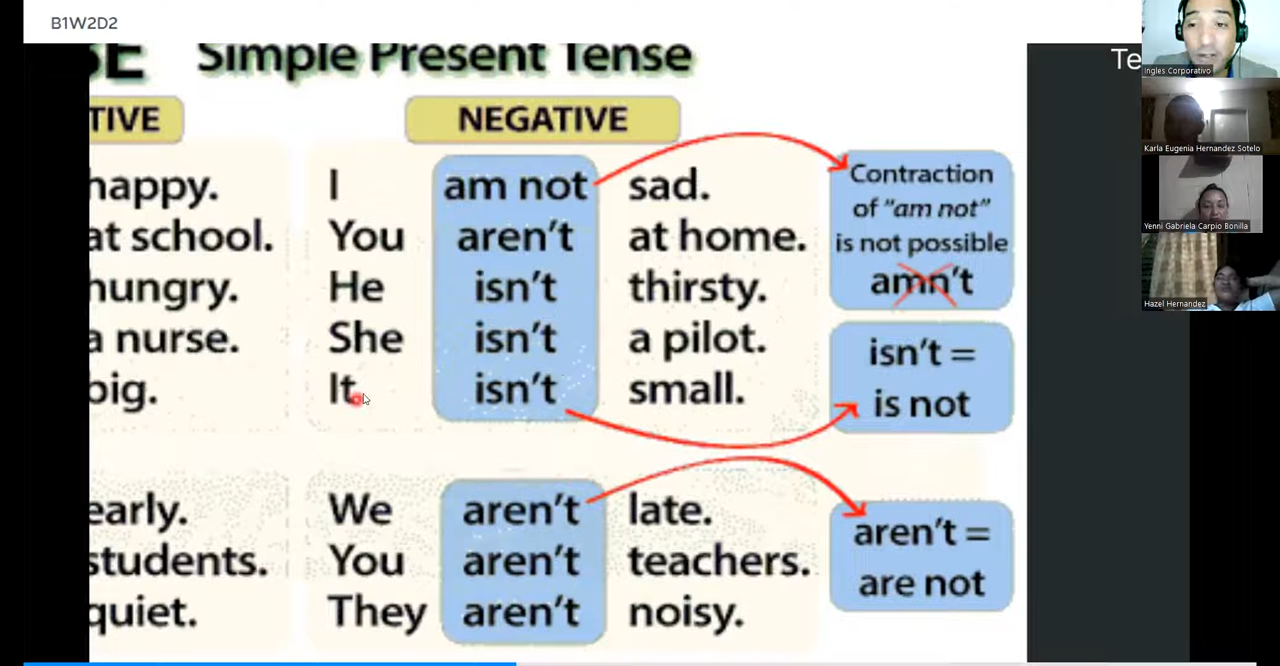 B1W2D2
BE Simple Present Tense
TIVE NEGATIVE
happy. I am not sad.
at school. You aren't at home.
hungry. He isn't thirsty.
a nurse. She isn't a pilot.
big. It isn't small.
early. We aren't late.
students. You aren't teachers.
quiet. They aren't noisy.
Contraction
of "am not"
is not possible
amn't
isn't =
is not
aren't =
are not
Te
Ingles Corporativo
Karla Eugenia Hernandez Sotelo
Yenni Gabriela Carpio Bonilla
Hazel Hernandez